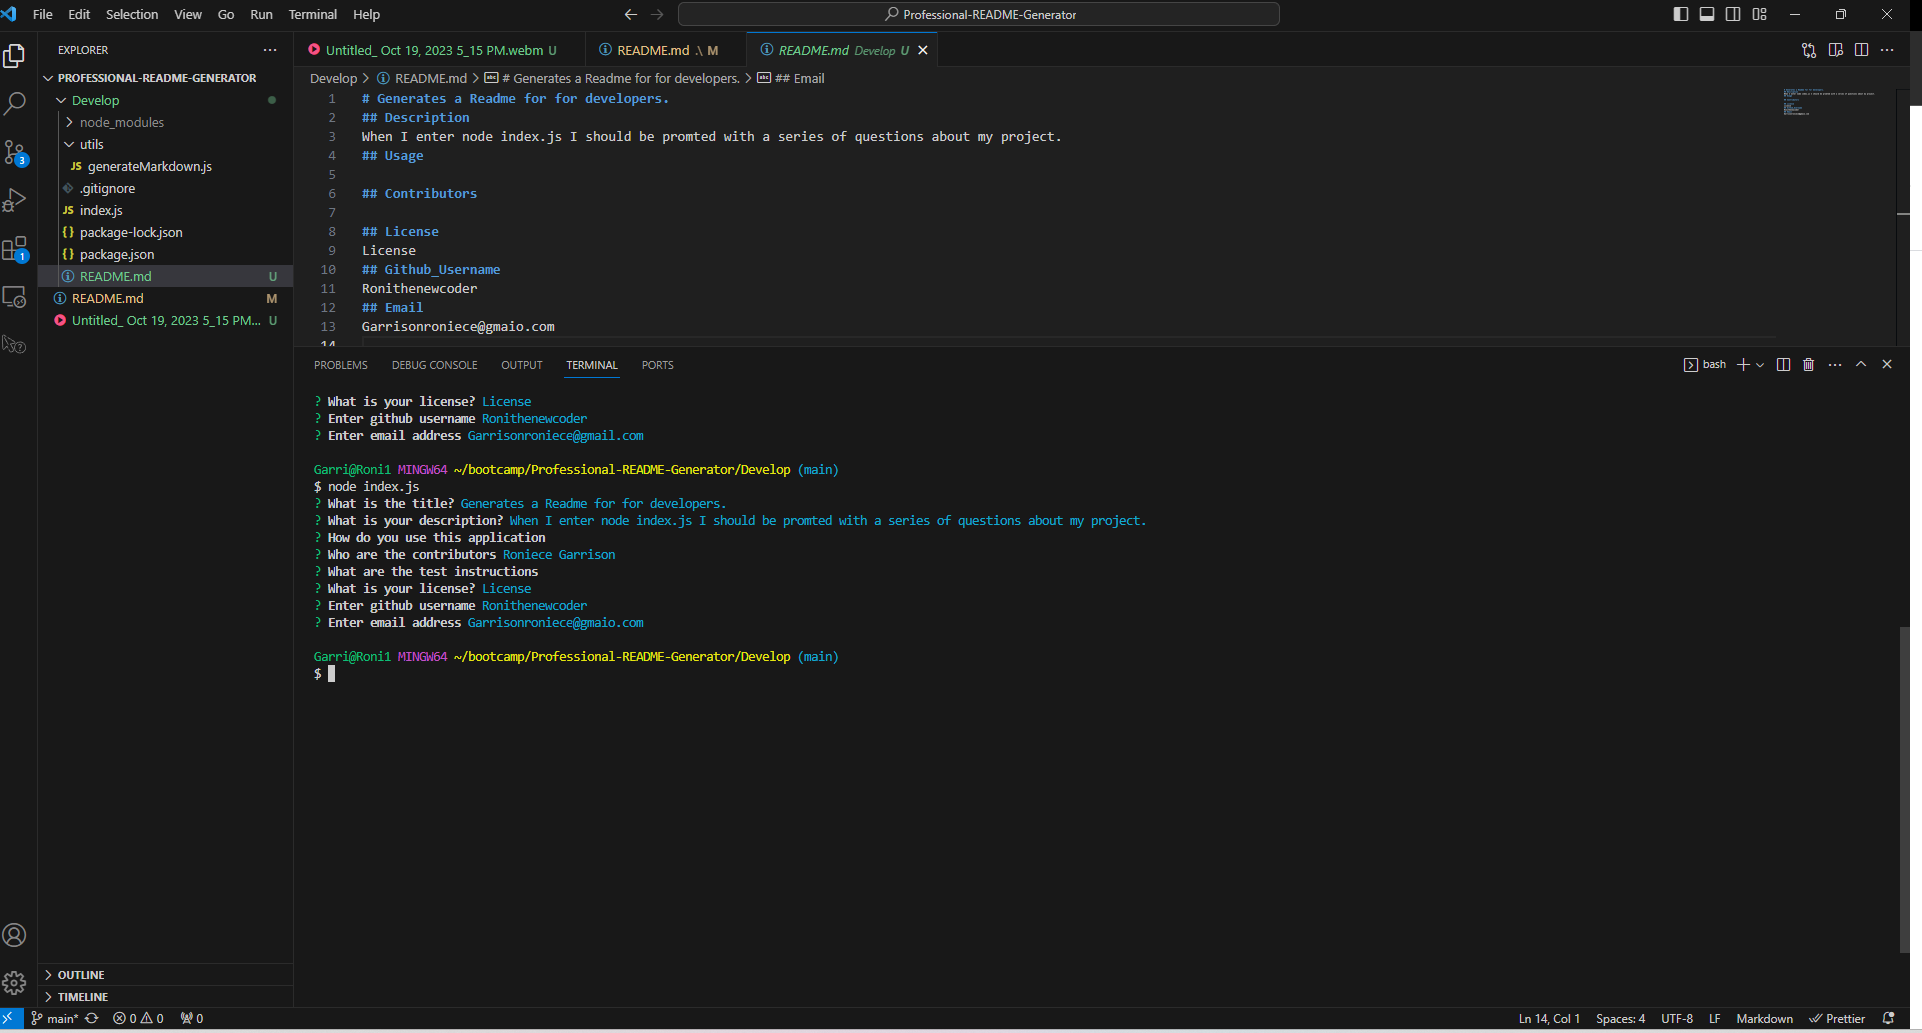 File Edit Selection View Go Run Terminal Help
Professional-README-Generator
EXPLORER
PROFESSIONAL-README-GENERATOR
Develop
node_modules
utils
JS generateMarkdown.js
.gitignore
JS index.js
{} package-lock.json
{} package.json
README.md U
README.md M
Untitled_ Oct 19, 2023 5_15 PM... U
3
1
OUTLINE
TIMELINE
Untitled_ Oct 19, 2023 5_15 PM.webm U
README.md .\ M
README.md Develop U
Develop > README.md > # Generates a Readme for for developers. > ## Email
1 # Generates a Readme for for developers.
2 ## Description
3 When I enter node index.js I should be promted with a series of questions about my project.
4 ## Usage
5
6 ## Contributors
7
8 ## License
9 License
10 ## Github_Username
11 Ronithenewcoder
12 ## Email
13 Garrisonroniece@gmaio.com
14
PROBLEMS DEBUG CONSOLE OUTPUT TERMINAL PORTS
bash
? What is your license? License
? Enter github username Ronithenewcoder
? Enter email address Garrisonroniece@gmail.com
Garri@Roni1 MINGW64 ~/bootcamp/Professional-README-Generator/Develop (main)
$ node index.js
? What is the title? Generates a Readme for for developers.
? What is your description? When I enter node index.js I should be promted with a series of questions about my project.
? How do you use this application
? Who are the contributors Roniece Garrison
? What are the test instructions
? What is your license? License
? Enter github username Ronithenewcoder
? Enter email address Garrisonroniece@gmaio.com
Garri@Roni1 MINGW64 ~/bootcamp/Professional-README-Generator/Develop (main)
$
main* 0 0 0
Ln 14, Col 1 Spaces: 4 UTF-8 LF Markdown Prettier